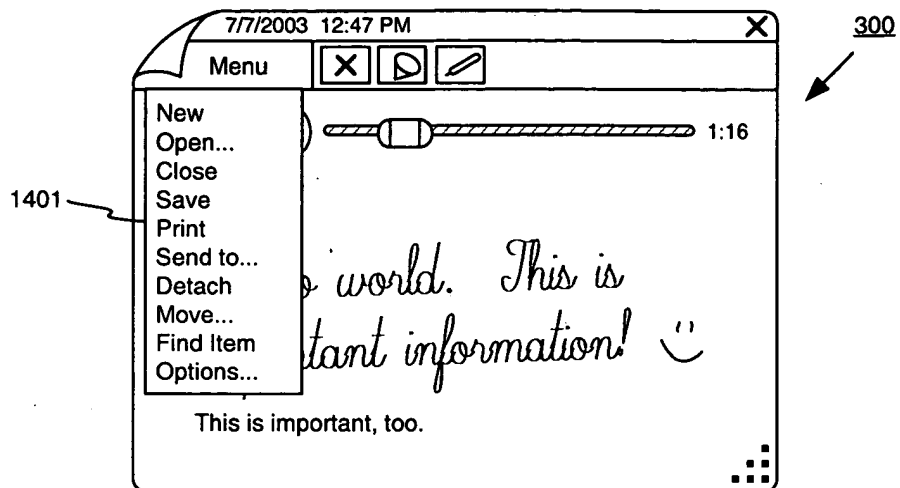 7/7/2003 12:47 PM
300
Menu
New
Open...
Close
Save
Print
Send to...
Detach
Move...
Find Item
Options...
1401
1:16
o world. This is
tant information!
This is important, too.